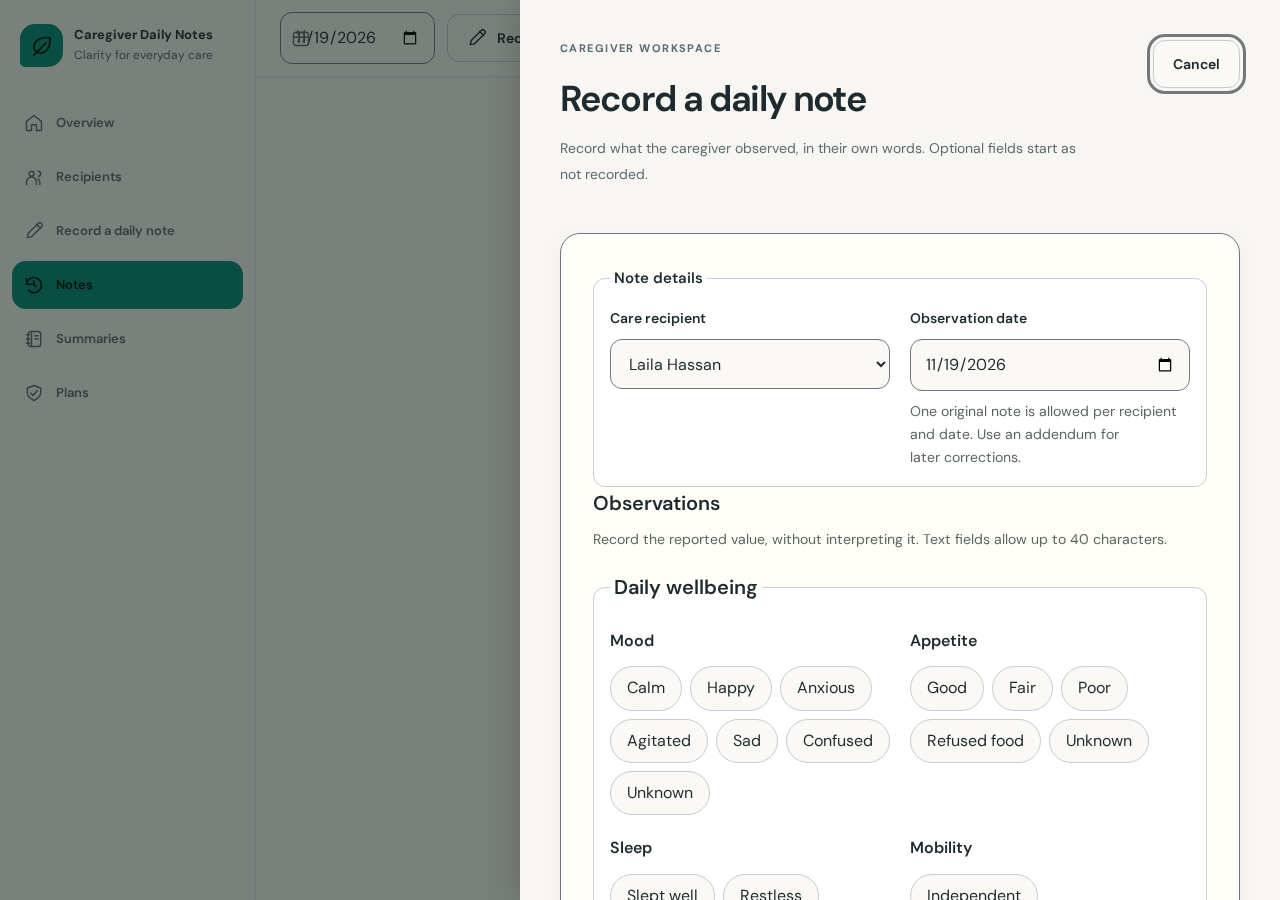 Caregiver Daily Notes
Clarity for everyday care
Overview
Recipients
Record a daily note
Notes
Summaries
Plans
/19/2026
Rec
CAREGIVER WORKSPACE
Cancel
Record a daily note
Record what the caregiver observed, in their own words. Optional fields start as
not recorded.
Note details
Care recipient
Observation date
Laila Hassan
11/19/2026
One original note is allowed per recipient
and date. Use an addendum for
later corrections.
Observations
Record the reported value, without interpreting it. Text fields allow up to 40 characters.
Daily wellbeing
Mood
Appetite
Calm
Happy
Anxious
Good
Fair
Poor
Agitated
Sad
Confused
Refused food
Unknown
Unknown
Sleep
Mobility
Slept well
Restless
Independent